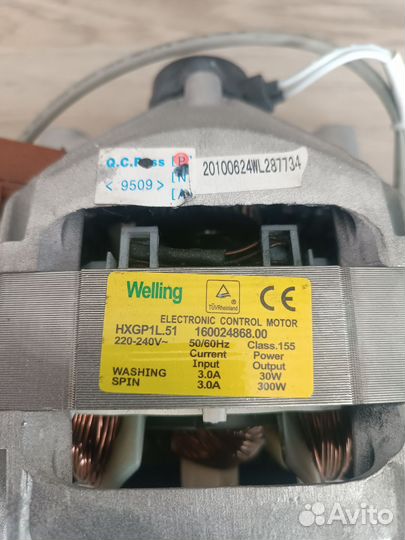 Q.C.Pass [P]
[N]
< 9509 > [A]
20100624WL287734
Welling
TÜVRheinland
CE
ELECTRONIC CONTROL MOTOR
HXGP1L.51 160024868.00
220-240V~ 50/60Hz Class.155
Current Power
Input Output
WASHING 3.0A 30W
SPIN 3.0A 300W
Avito